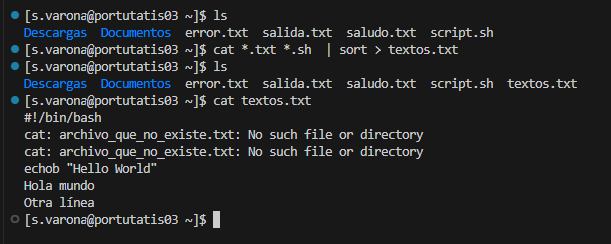 [s.varona@portutatis03 ~]$ ls
Descargas  Documentos  error.txt  salida.txt  saludo.txt  script.sh
[s.varona@portutatis03 ~]$ cat *.txt *.sh  | sort > textos.txt
[s.varona@portutatis03 ~]$ ls
Descargas  Documentos  error.txt  salida.txt  saludo.txt  script.sh  textos.txt
[s.varona@portutatis03 ~]$ cat textos.txt
#!/bin/bash
cat: archivo_que_no_existe.txt: No such file or directory
cat: archivo_que_no_existe.txt: No such file or directory
echob "Hello World"
Hola mundo
Otra línea
[s.varona@portutatis03 ~]$